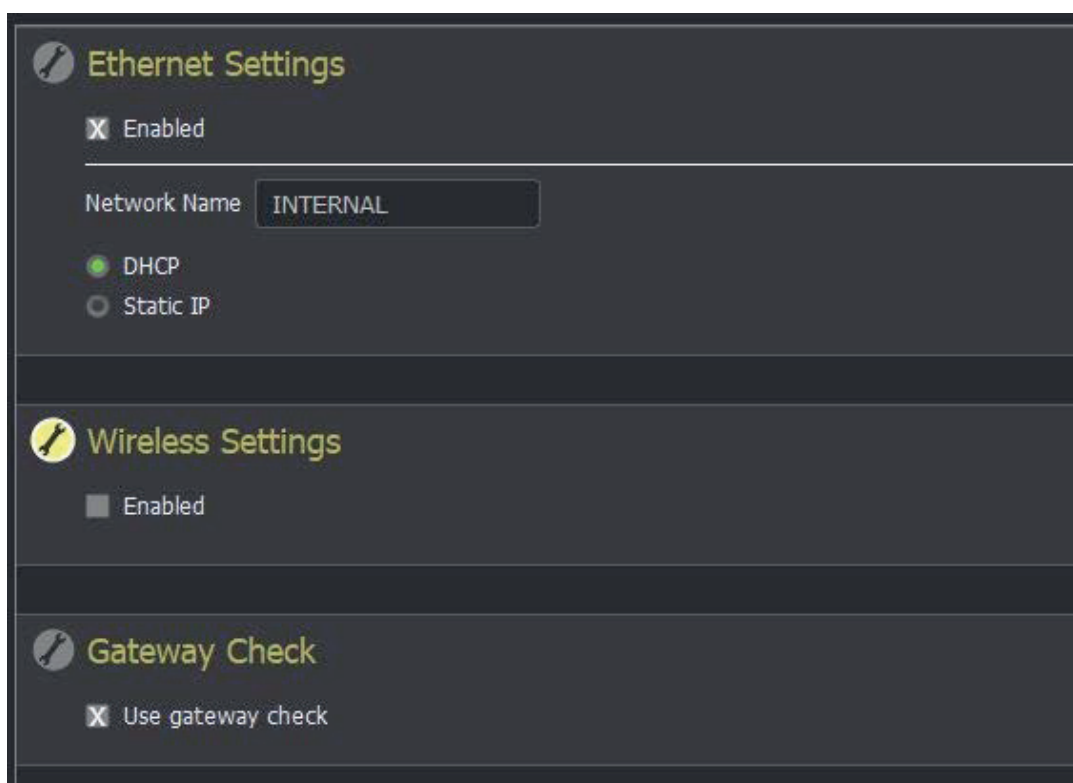 Ethernet Settings
X Enabled
Network Name INTERNAL
DHCP
Static IP
Wireless Settings
Enabled
Gateway Check
X Use gateway check